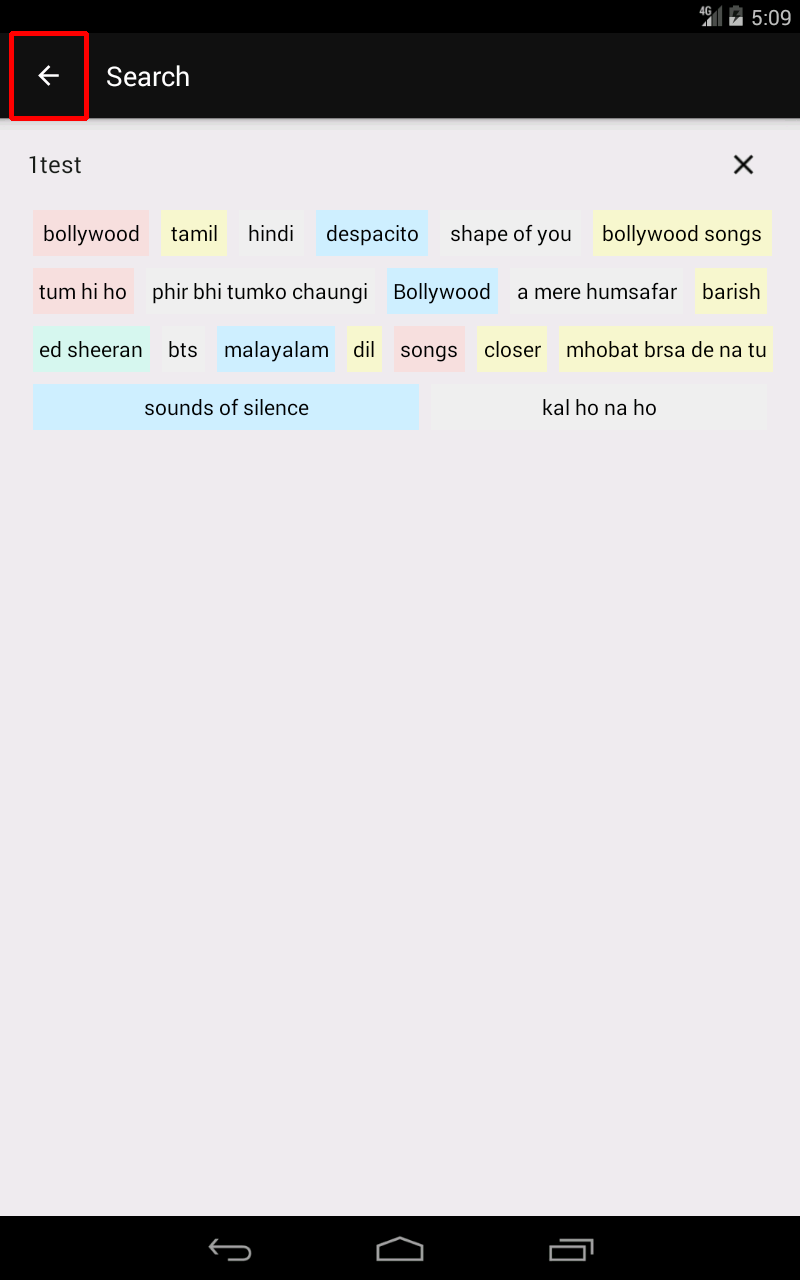 4G 5:09
Search
1test
bollywood tamil hindi despacito shape of you bollywood songs
tum hi ho phir bhi tumko chaungi Bollywood a mere humsafar barish
ed sheeran bts malayalam dil songs closer mhobat brsa de na tu
sounds of silence kal ho na ho